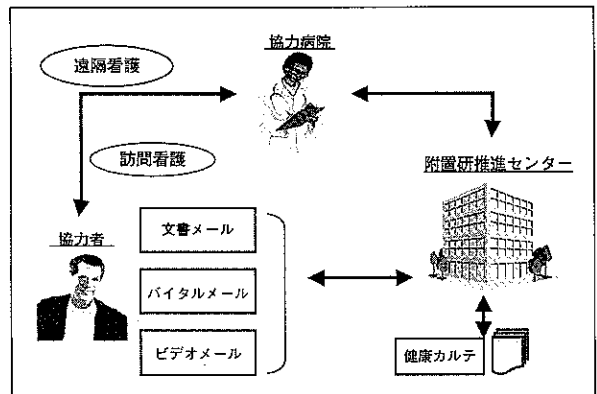 協力病院
遠隔看護
訪問看護
附置研推進センター
協力者
文書メール
バイタルメール
ビデオメール
健康カルテ